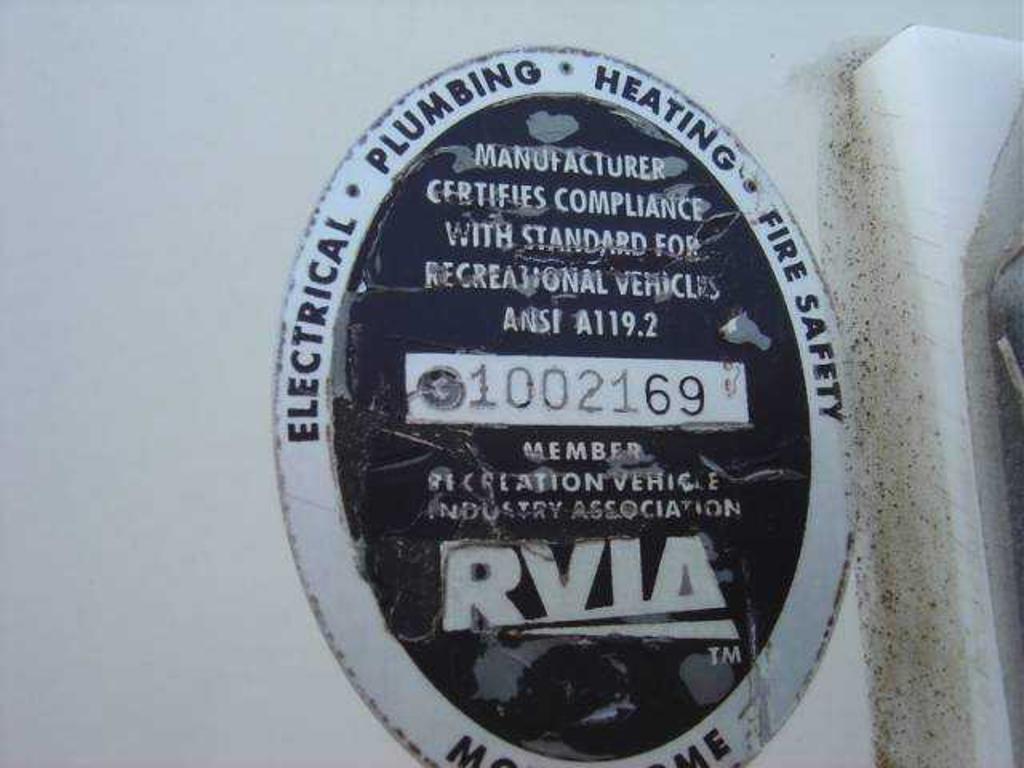 ELECTRICAL • PLUMBING • HEATING • FIRE SAFETY
MANUFACTURER
CERTIFIES COMPLIANCE
WITH STANDARD FOR
RECREATIONAL VEHICLES
ANSI A119.2
1002169
MEMBER
RECREATION VEHICLE
INDUSTRY ASSOCIATION
RVIA
TM